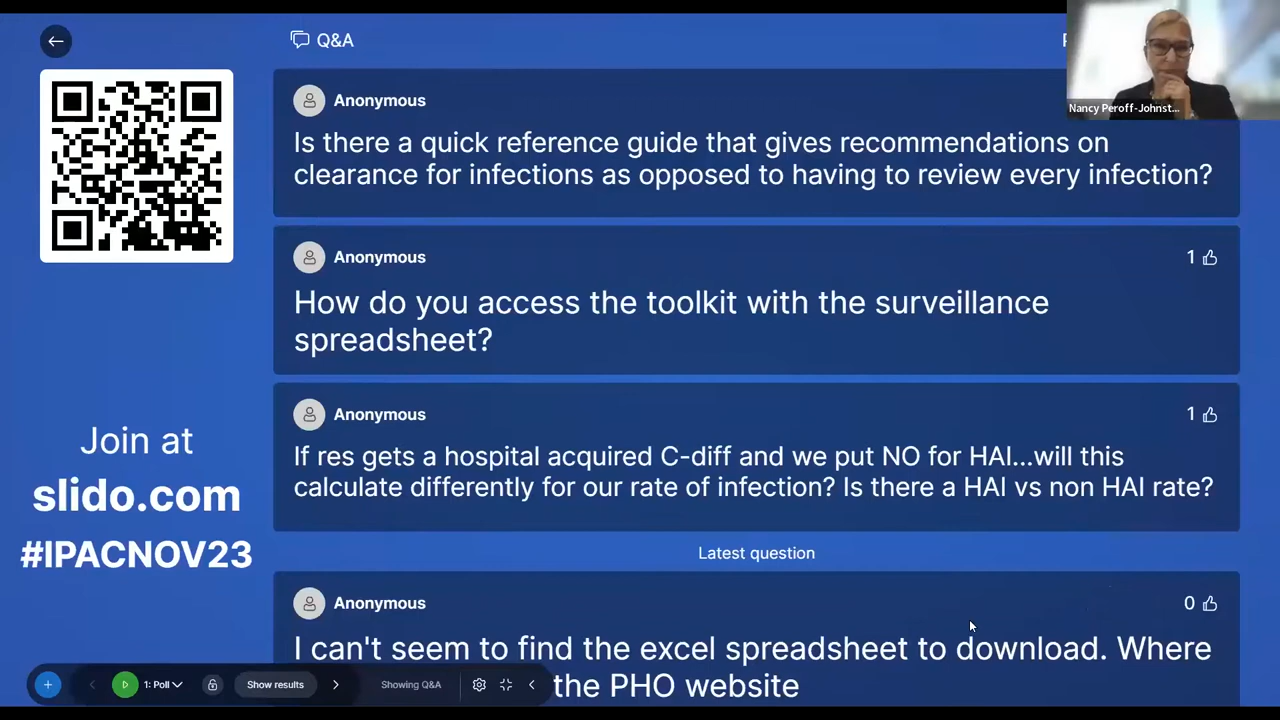 Q&A
Nancy Peroff-Johnst...
Anonymous
Is there a quick reference guide that gives recommendations on
clearance for infections as opposed to having to review every infection?
Anonymous
1
How do you access the toolkit with the surveillance
spreadsheet?
Anonymous
1
If res gets a hospital acquired C-diff and we put NO for HAI...will this
calculate differently for our rate of infection? Is there a HAI vs non HAI rate?
Join at
slido.com
#IPACNOV23
Latest question
Anonymous
0
I can't seem to find the excel spreadsheet to download. Where
the PHO website
1: Poll
Show results
Showing Q&A